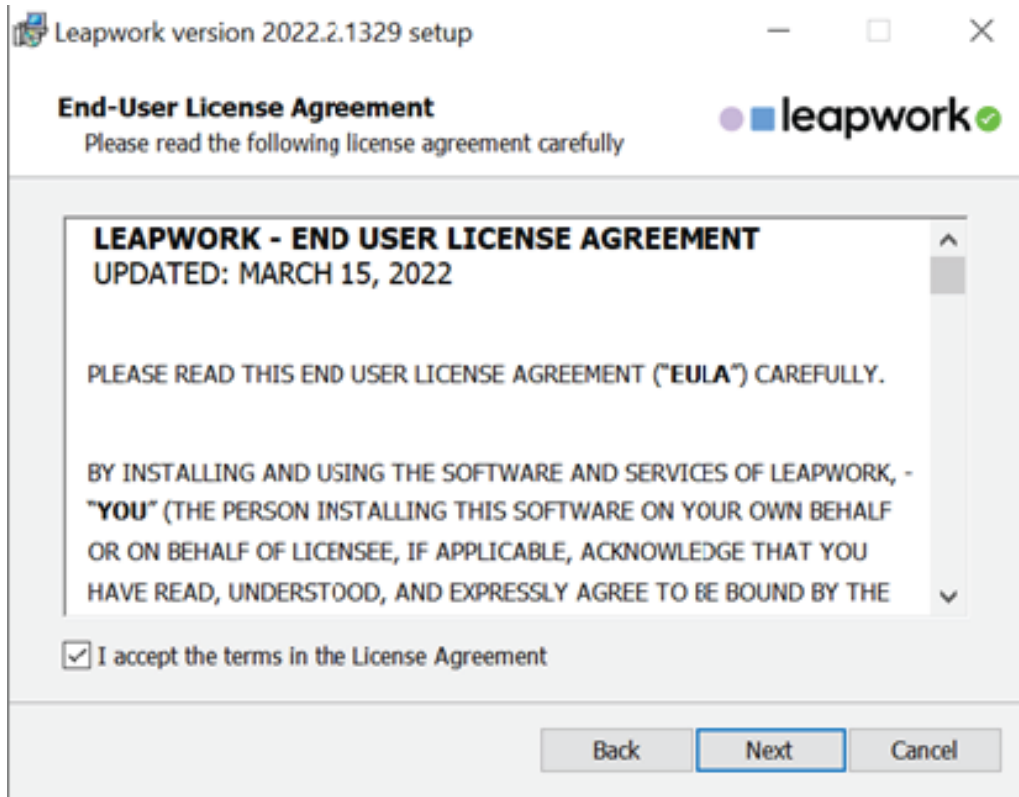 Leapwork version 2022.2.1329 setup
End-User License Agreement
Please read the following license agreement carefully
leapwork
LEAPWORK - END USER LICENSE AGREEMENT
UPDATED: MARCH 15, 2022
PLEASE READ THIS END USER LICENSE AGREEMENT ("EULA") CAREFULLY.
BY INSTALLING AND USING THE SOFTWARE AND SERVICES OF LEAPWORK, -
"YOU" (THE PERSON INSTALLING THIS SOFTWARE ON YOUR OWN BEHALF
OR ON BEHALF OF LICENSEE, IF APPLICABLE, ACKNOWLEDGE THAT YOU
HAVE READ, UNDERSTOOD, AND EXPRESSLY AGREE TO BE BOUND BY THE
I accept the terms in the License Agreement
Back Next Cancel